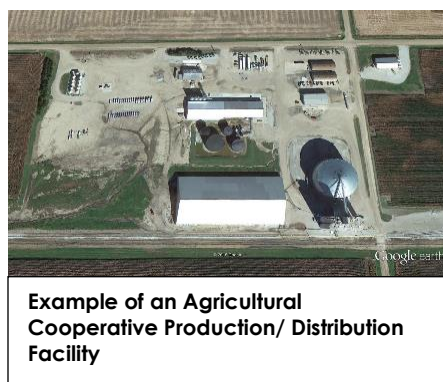 Google earth
Example of an Agricultural
Cooperative Production/ Distribution
Facility